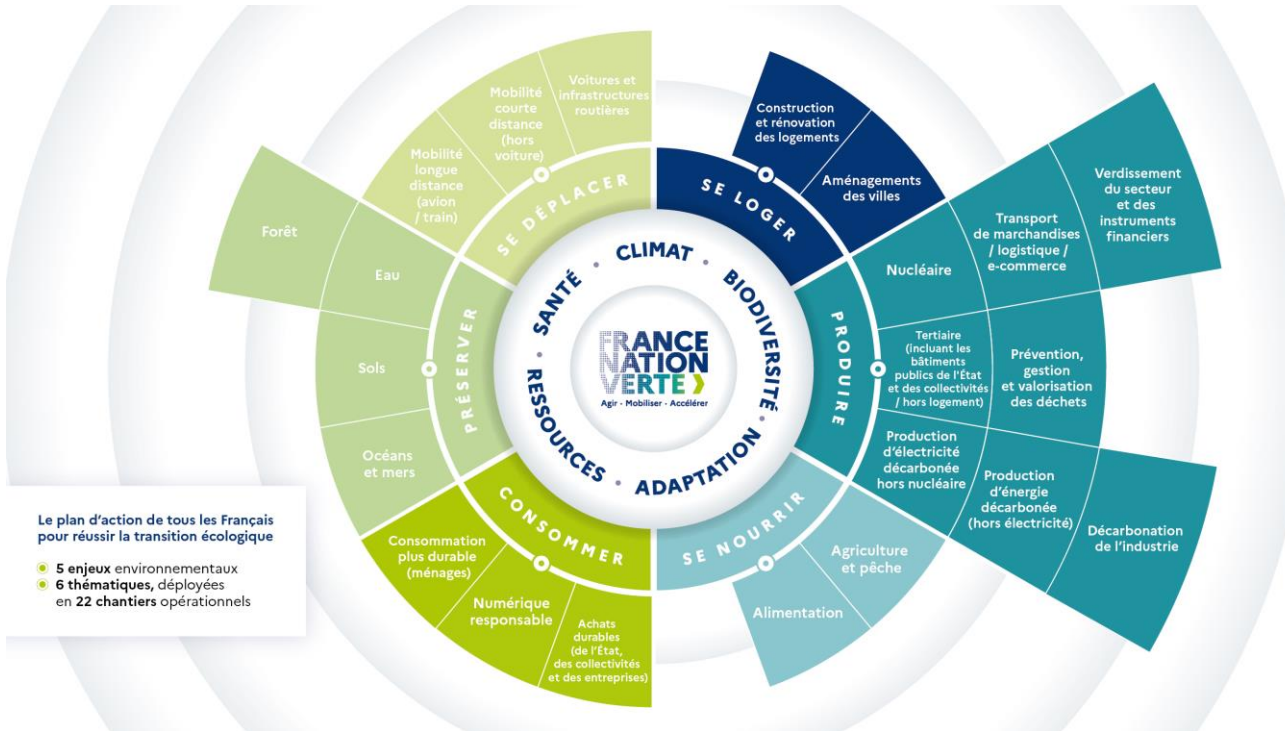 Voitures et
infrastructures
routières
Mobilité
courte
distance
(hors
voiture)
Mobilité
longue
distance
(avion
/ train)
SE DÉPLACER
Construction
et rénovation
des logements
Aménagements
des villes
SE LOGER
Verdissement
du secteur
et des
instruments
financiers
Transport
de marchandises
/ logistique /
e-commerce
Nucléaire
Tertiaire
(incluant les
bâtiments
publics de l'État
et des collectivités
/ hors logement)
Prévention,
gestion
et valorisation
des déchets
Production
d'électricité
décarbonée
hors nucléaire
Production
d'énergie
décarbonée
(hors électricité)
Décarbonation
de l'industrie
PRODUIRE
Agriculture
et pêche
Alimentation
SE NOURRIR
Achats
durables
(de l'État,
des collectivités
et des entreprises)
Numérique
responsable
Consommation
plus durable
(ménages)
CONSOMMER
Océans
et mers
Sols
Eau
Forêt
PRÉSERVER
SANTÉ · CLIMAT · BIODIVERSITÉ · ADAPTATION · RESSOURCES ·
FRANCE
NATION
VERTE
Agir - Mobiliser - Accélérer
Le plan d'action de tous les Français
pour réussir la transition écologique
5 enjeux environnementaux
6 thématiques, déployées
en 22 chantiers opérationnels